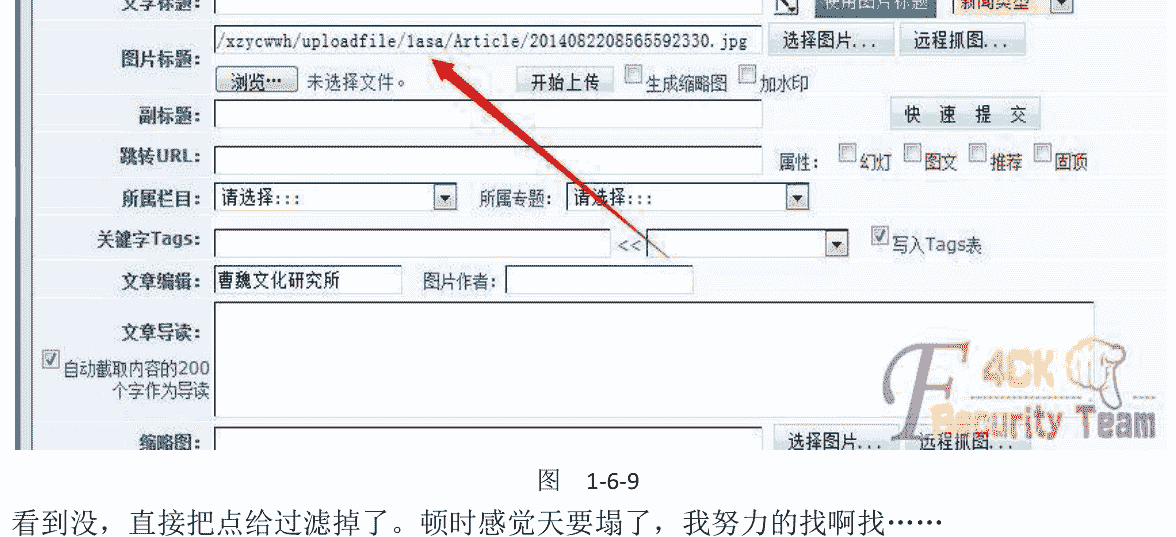 文字标题： 使用图片标题 新闻类型
图片标题： /xzycwwh/uploadfile/1asa/Article/2014082208565592330.jpg 选择图片... 远程抓图...
浏览… 未选择文件。 开始上传 生成缩略图 加水印
副标题： 快 速 提 交
跳转URL： 属性： 幻灯 图文 推荐 固顶
所属栏目： 请选择::: 所属专题： 请选择:::
关键字Tags： << 写入Tags表
文章编辑： 曹魏文化研究所 图片作者：
文章导读：
自动截取内容的200
个字作为导读
F 4CK
Security Team
缩略图： 选择图片... 远程抓图...
图 1-6-9
看到没，直接把点给过滤掉了。顿时感觉天要塌了，我努力的找啊找……